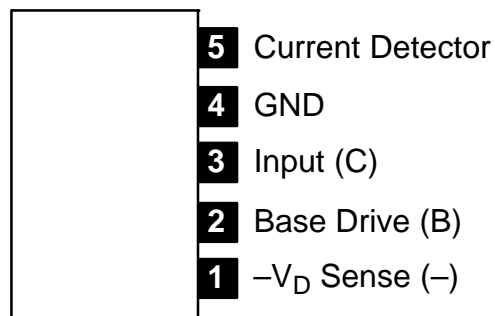 5 Current Detector
4 GND
3 Input (C)
2 Base Drive (B)
1 –VD Sense (–)